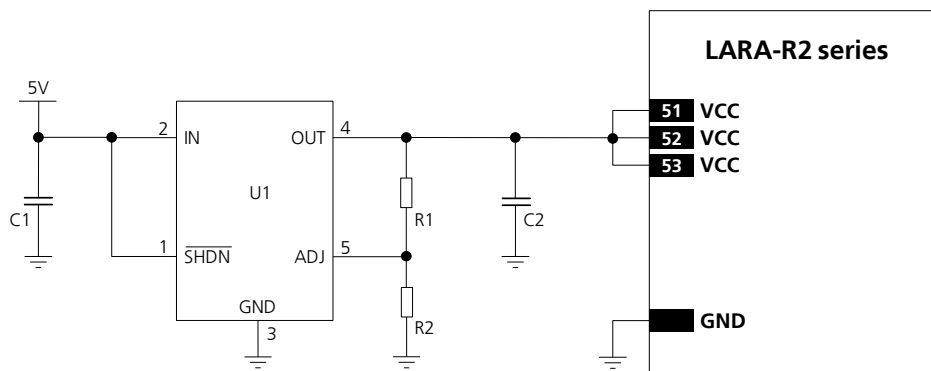 LARA-R2 series
5V
51 VCC
2 IN OUT 4
52 VCC
53 VCC
U1
C1
R1
C2
1 SHDN ADJ 5
GND
3
R2
GND